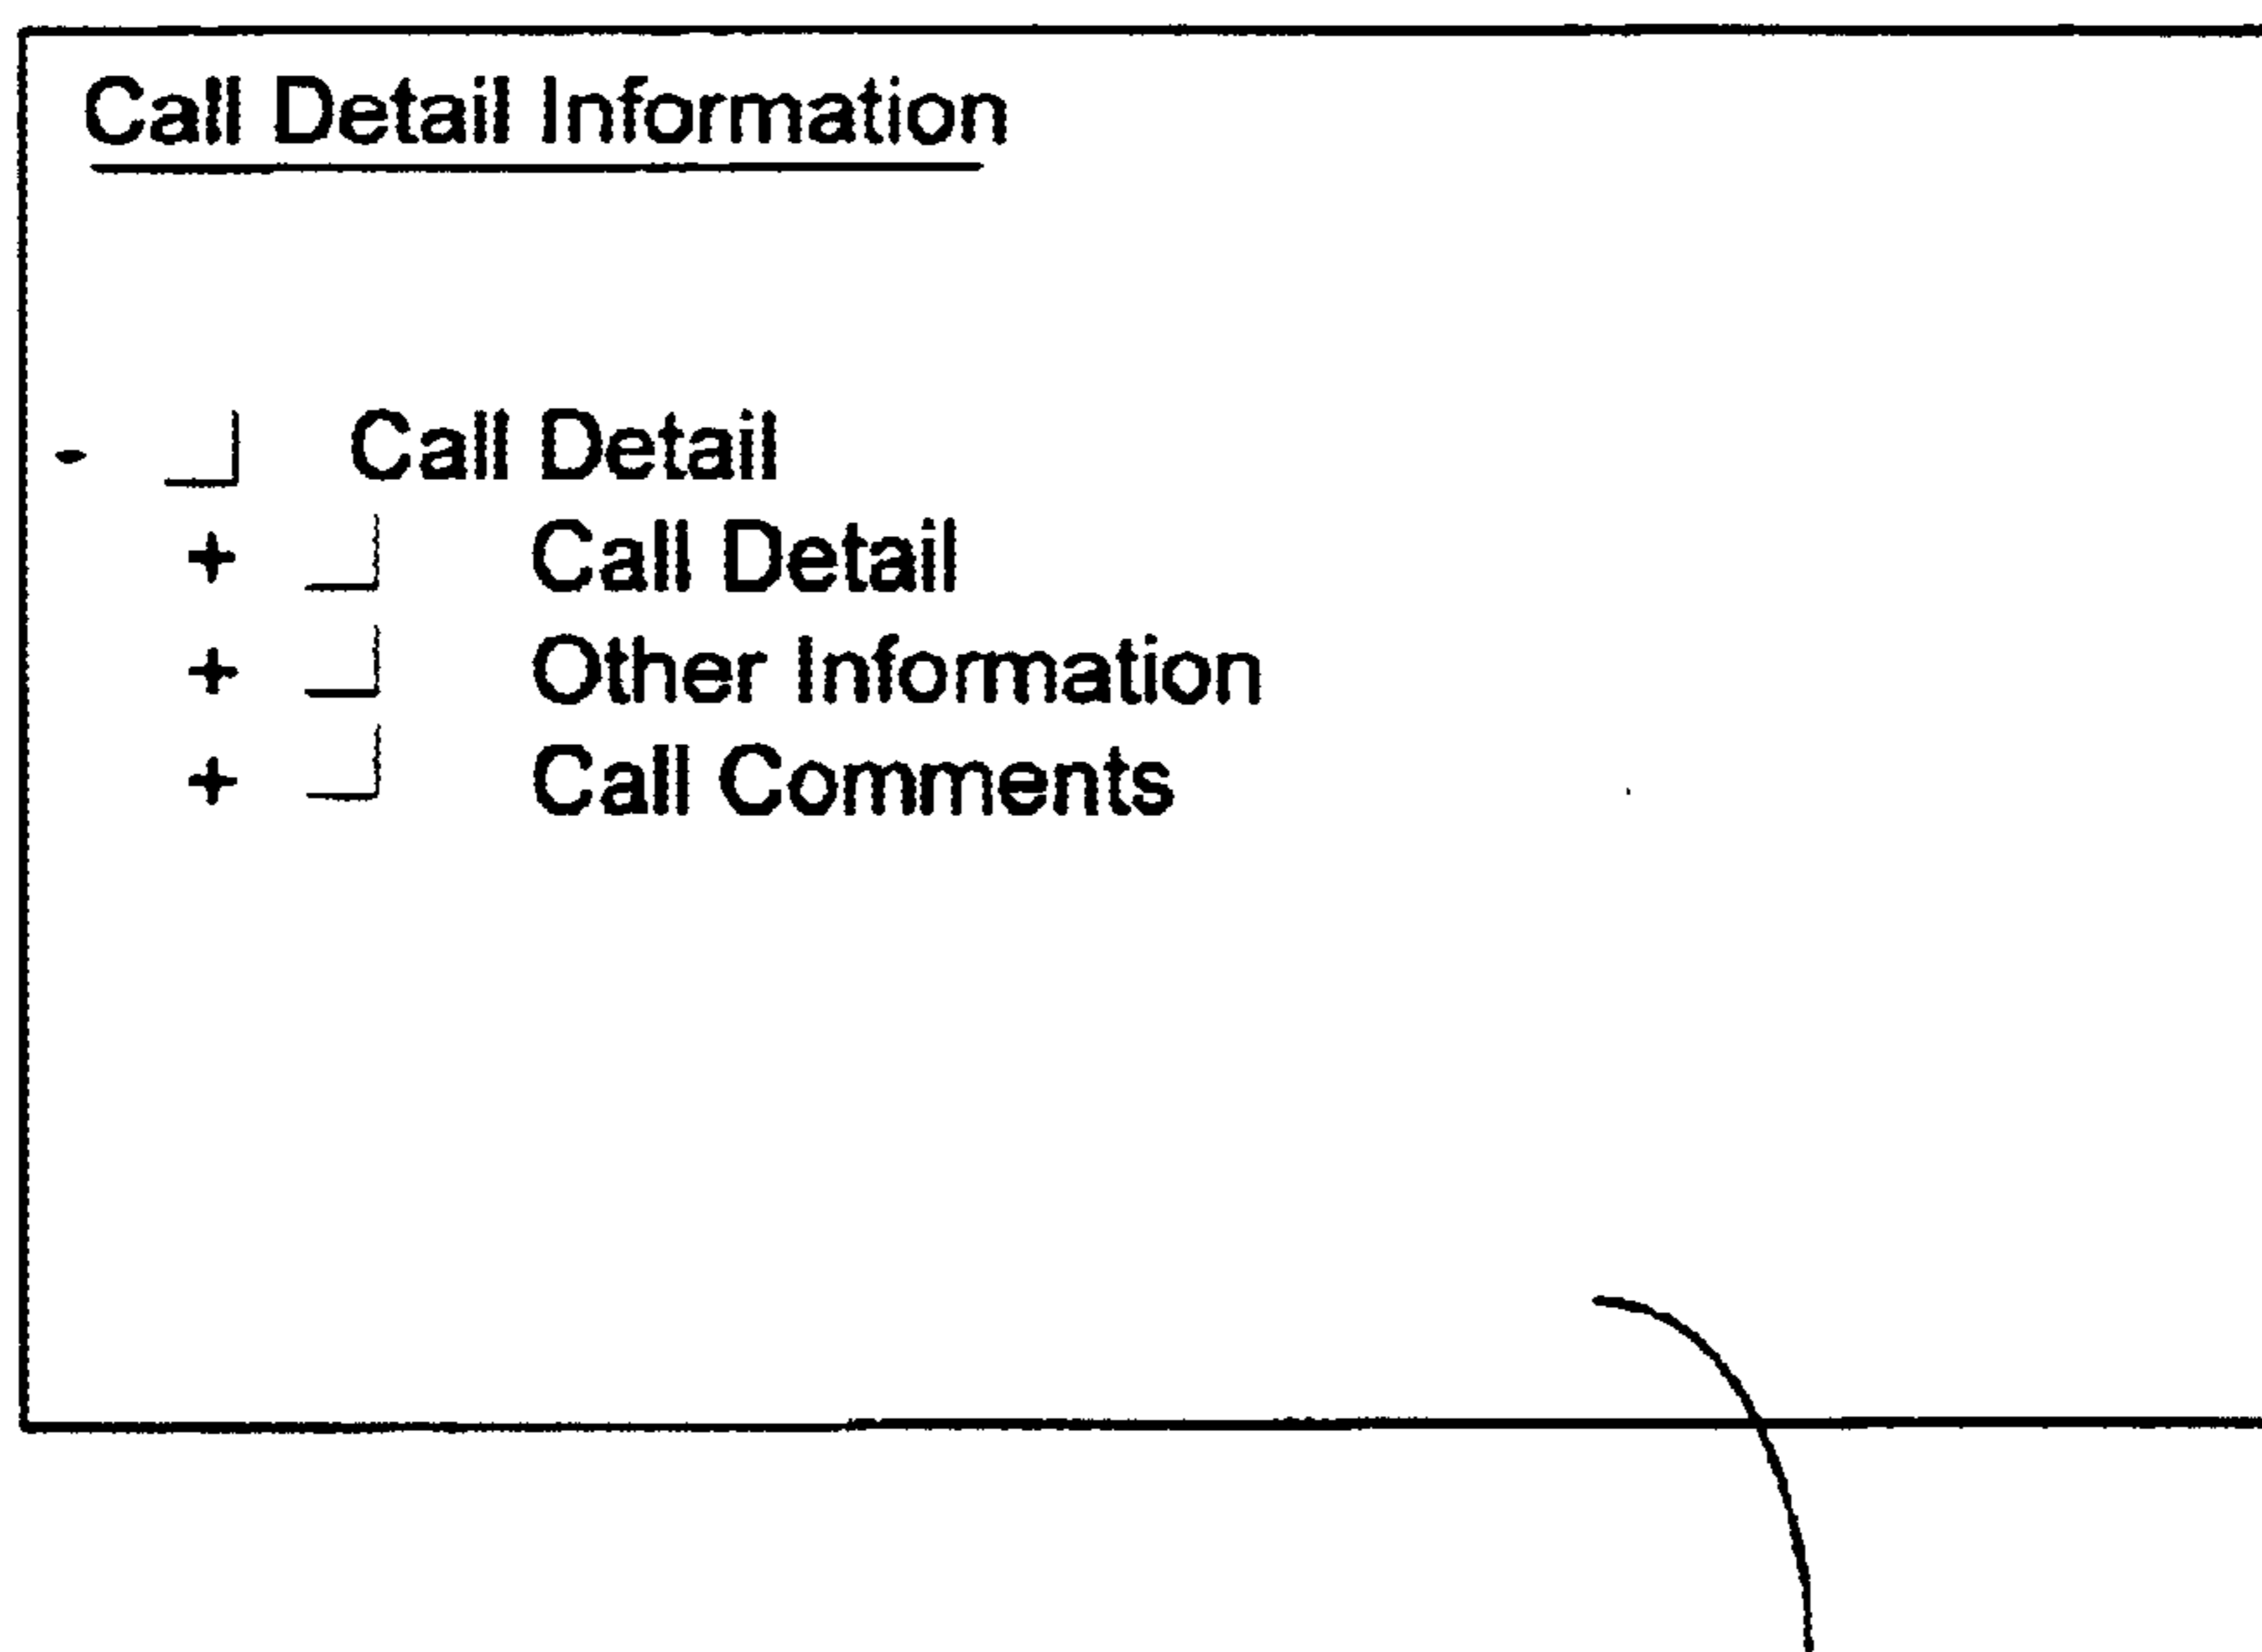 Call Detail Information
- Call Detail
+ Call Detail
+ Other Information
+ Call Comments